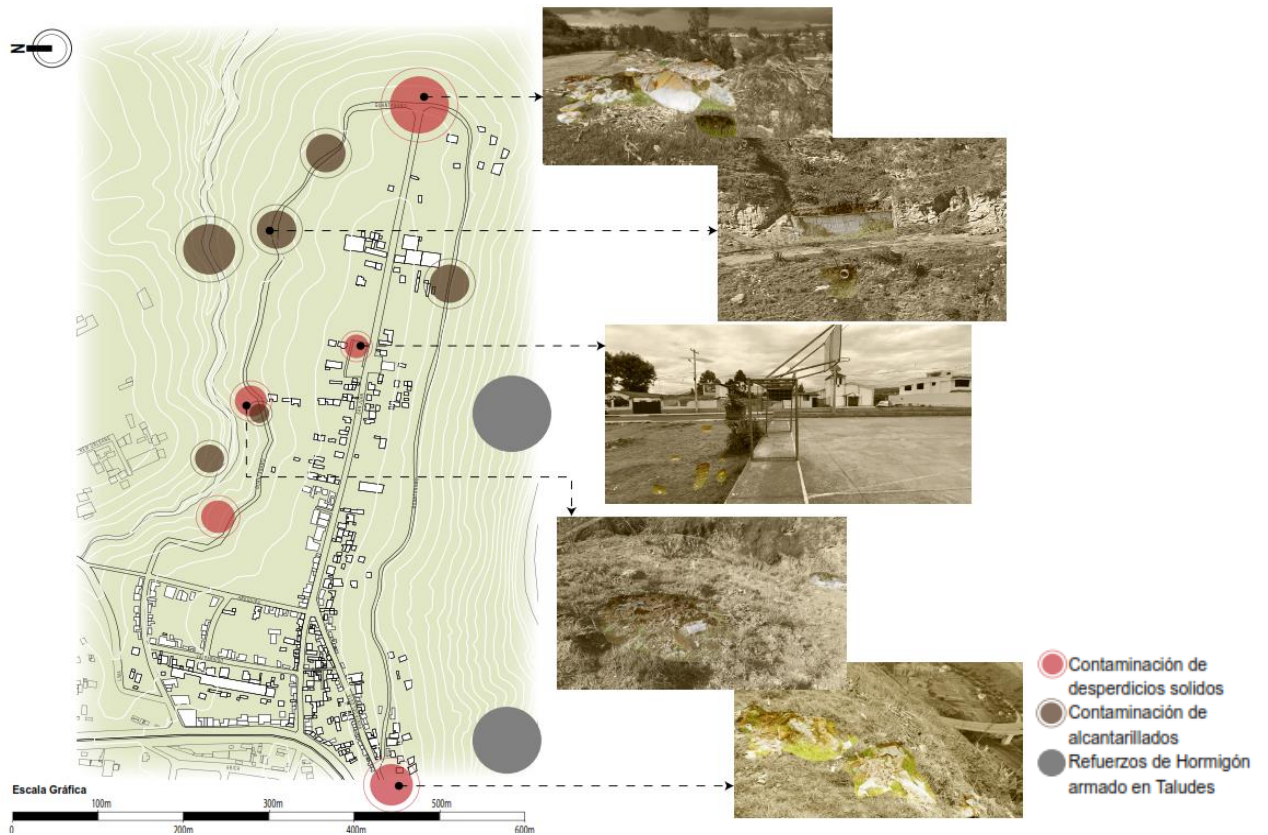 N
Escala Gráfica
100m
300m
500m
0
200m
400m
600m
Contaminación de
desperdicios solidos
Contaminación de
alcantarillados
Refuerzos de Hormigón
armado en Taludes